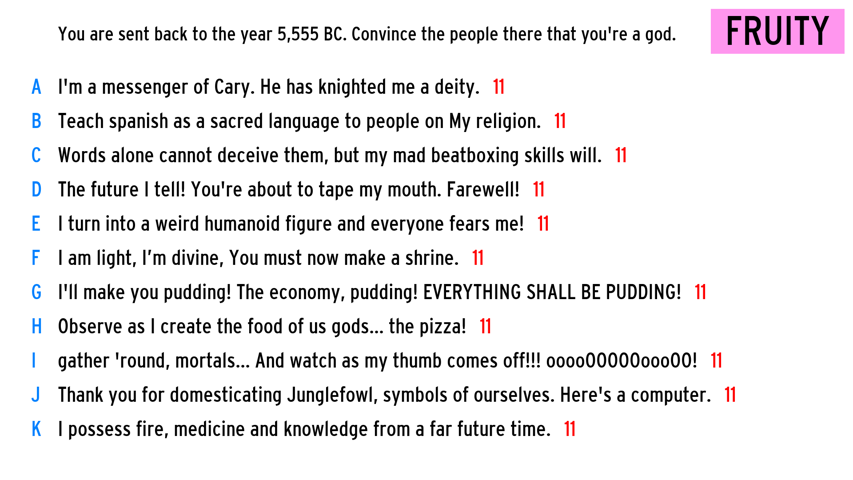 You are sent back to the year 5,555 BC. Convince the people there that you're a god.
FRUITY
A I'm a messenger of Cary. He has knighted me a deity. 11
B Teach spanish as a sacred language to people on My religion. 11
C Words alone cannot deceive them, but my mad beatboxing skills will. 11
D The future I tell! You're about to tape my mouth. Farewell! 11
E I turn into a weird humanoid figure and everyone fears me! 11
F I am light, I'm divine, You must now make a shrine. 11
G I'll make you pudding! The economy, pudding! EVERYTHING SHALL BE PUDDING! 11
H Observe as I create the food of us gods... the pizza! 11
I gather 'round, mortals... And watch as my thumb comes off!!! oooo00000ooo00! 11
J Thank you for domesticating Junglefowl, symbols of ourselves. Here's a computer. 11
K I possess fire, medicine and knowledge from a far future time. 11